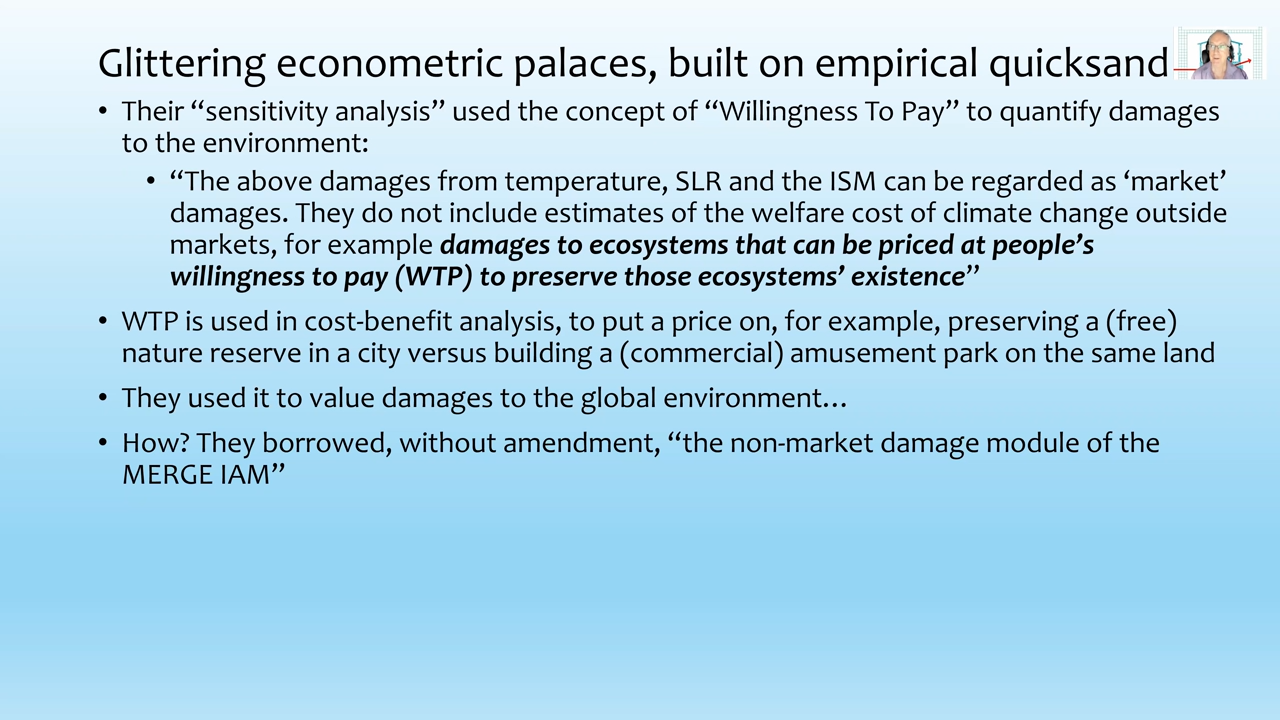 Glittering econometric palaces, built on empirical quicksand
• Their “sensitivity analysis” used the concept of “Willingness To Pay” to quantify damages
to the environment:
• “The above damages from temperature, SLR and the ISM can be regarded as ‘market’
damages. They do not include estimates of the welfare cost of climate change outside
markets, for example damages to ecosystems that can be priced at people’s
willingness to pay (WTP) to preserve those ecosystems’ existence”
• WTP is used in cost-benefit analysis, to put a price on, for example, preserving a (free)
nature reserve in a city versus building a (commercial) amusement park on the same land
• They used it to value damages to the global environment…
• How? They borrowed, without amendment, “the non-market damage module of the
MERGE IAM”